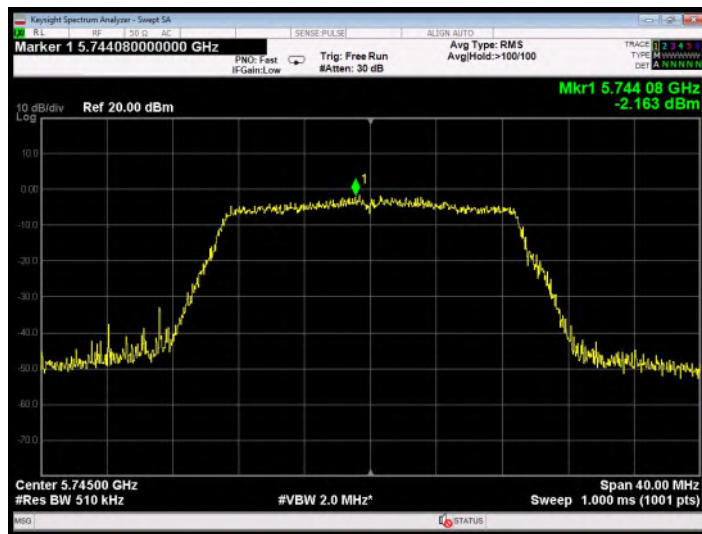 Keysight Spectrum Analyzer - Swept SA
RL RF 50 Ω AC SENSE:PULSE ALIGN AUTO
Marker 1 5.744080000000 GHz
PNO: Fast
IFGain:Low
Trig: Free Run
#Atten: 30 dB
Avg Type: RMS
Avg|Hold:>100/100
TRACE 1 2 3 4 5 6
TYPE M
DET A N N N N N
Mkr1 5.744 08 GHz
-2.163 dBm
10 dB/div Ref 20.00 dBm
Log
10.0
0.00
-10.0
-20.0
-30.0
-40.0
-50.0
-60.0
-70.0
1
Center 5.74500 GHz
Span 40.00 MHz
#Res BW 510 kHz
#VBW 2.0 MHz*
Sweep 1.000 ms (1001 pts)
MSG
STATUS